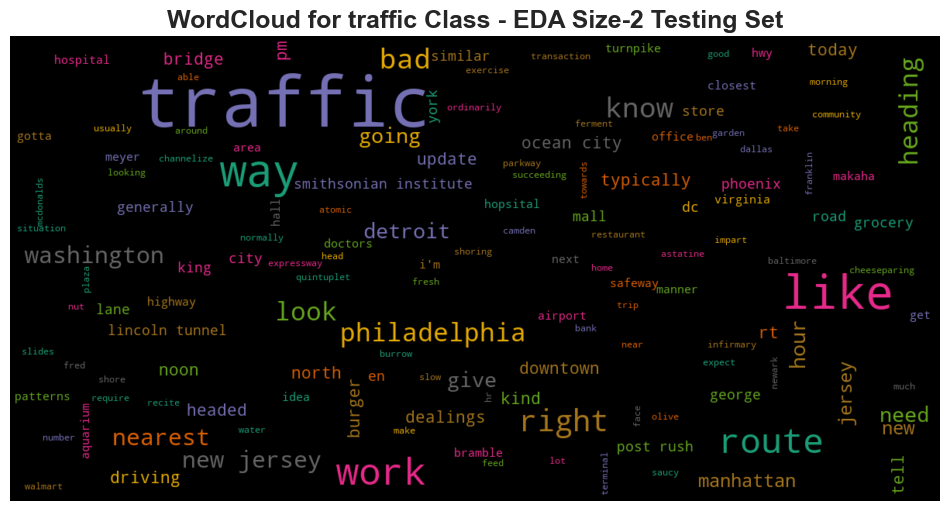 WordCloud for traffic Class - EDA Size-2 Testing Set
hospital
bridge
pm
bad
similar
turnpike
good
hwy
today
able
exercise
transaction
traffic
york
ordinarily
know
store
closest
morning
heading
gotta
usually
around
going
ferment
community
area
ocean city
office
ben
garden
take
meyer
channelize
looking
way
update
parkway
succeeding
dallas
mcdonalds
smithsonian institute
towards
typically
phoenix
franklin
makaha
generally
hall
atomic
hopsital
mall
dc
virginia
road
grocery
situation
normally
doctors
detroit
camden
restaurant
impart
washington
king
city
expressway
head
i'm
shoring
next
home
astatine
baltimore
cheeseparing
plaza
quintuplet
fresh
safeway
manner
like
nut
lane
highway
look
airport
trip
get
lincoln tunnel
philadelphia
bank
rt
hour
slides
fred
burrow
near
infirmary
shore
noon
north
en
slow
give
downtown
expect
newark
jersey
much
patterns
require
recite
headed
idea
burger
hr
kind
george
aquarium
number
water
make
dealings
right
face
olive
need
new
nearest
post rush
route
new jersey
bramble
feed
lot
walmart
driving
work
terminal
saucy
manhattan
tell